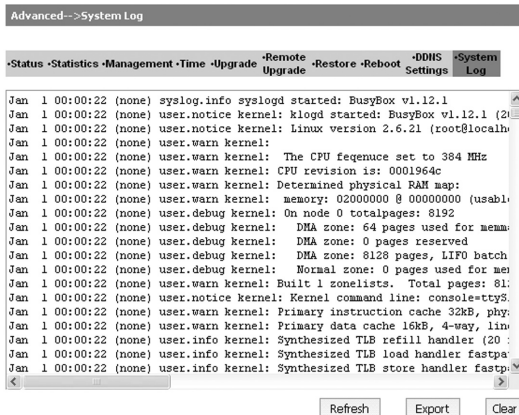 Advanced-->System Log
•Status •Statistics •Management •Time •Upgrade •Remote Upgrade •Restore •Reboot •DDNS Settings •System Log
Jan 1 00:00:22 (none) syslog.info syslogd started: BusyBox v1.12.1
Jan 1 00:00:22 (none) user.notice kernel: klogd started: BusyBox v1.12.1
Jan 1 00:00:22 (none) user.notice kernel: Linux version 2.6.21 (root@localh
Jan 1 00:00:22 (none) user.warn kernel:
Jan 1 00:00:22 (none) user.warn kernel: The CPU feqenuce set to 384 MHz
Jan 1 00:00:22 (none) user.warn kernel: CPU revision is: 0001964c
Jan 1 00:00:22 (none) user.warn kernel: Determined physical RAM map:
Jan 1 00:00:22 (none) user.warn kernel: memory: 02000000 @ 00000000 (usabl
Jan 1 00:00:22 (none) user.debug kernel: On node 0 totalpages: 8192
Jan 1 00:00:22 (none) user.debug kernel: DMA zone: 64 pages used for memm
Jan 1 00:00:22 (none) user.debug kernel: DMA zone: 0 pages reserved
Jan 1 00:00:22 (none) user.debug kernel: DMA zone: 8128 pages, LIFO batch
Jan 1 00:00:22 (none) user.debug kernel: Normal zone: 0 pages used for me
Jan 1 00:00:22 (none) user.warn kernel: Built 1 zonelists. Total pages: 81
Jan 1 00:00:22 (none) user.notice kernel: Kernel command line: console=ttyS
Jan 1 00:00:22 (none) user.warn kernel: Primary instruction cache 32kB, phy
Jan 1 00:00:22 (none) user.warn kernel: Primary data cache 16kB, 4-way, lin
Jan 1 00:00:22 (none) user.info kernel: Synthesized TLB refill handler (20
Jan 1 00:00:22 (none) user.info kernel: Synthesized TLB load handler fastpa
Jan 1 00:00:22 (none) user.info kernel: Synthesized TLB store handler fastp
Refresh Export Clear